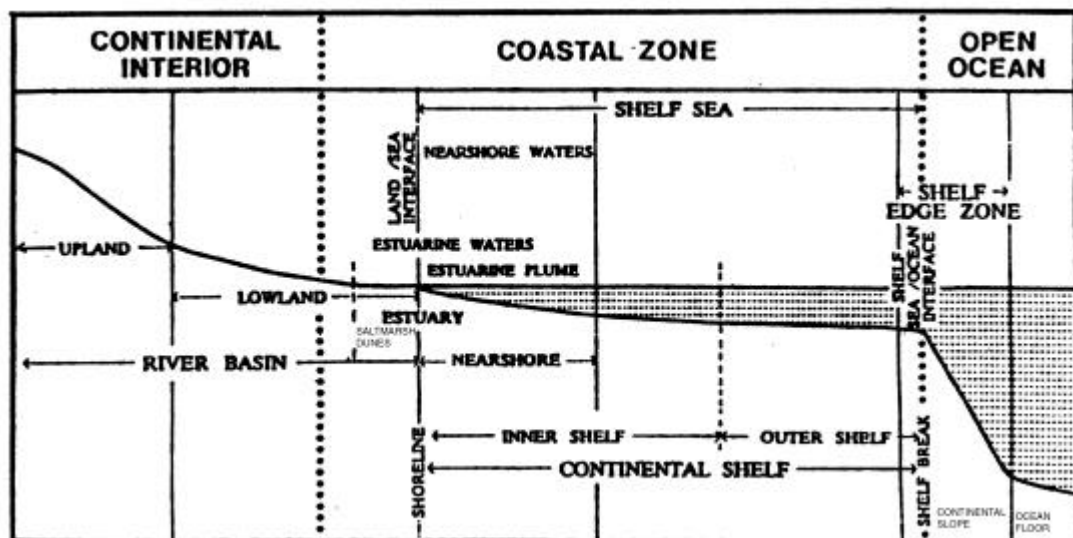 CONTINENTAL
INTERIOR
COASTAL ZONE
OPEN
OCEAN
SHELF SEA
LAND /SEA
INTERFACE
NEARSHORE WATERS
SHELF
EDGE ZONE
UPLAND
ESTUARINE WATERS
ESTUARINE PLUME
SHELF
SEA /OCEAN
INTERFACE
LOWLAND
ESTUARY
SALTMARSH
DUNES
RIVER BASIN
NEARSHORE
SHORELINE
INNER SHELF
OUTER SHELF
CONTINENTAL SHELF
SHELF BREAK
CONTINENTAL
SLOPE
OCEAN
FLOOR